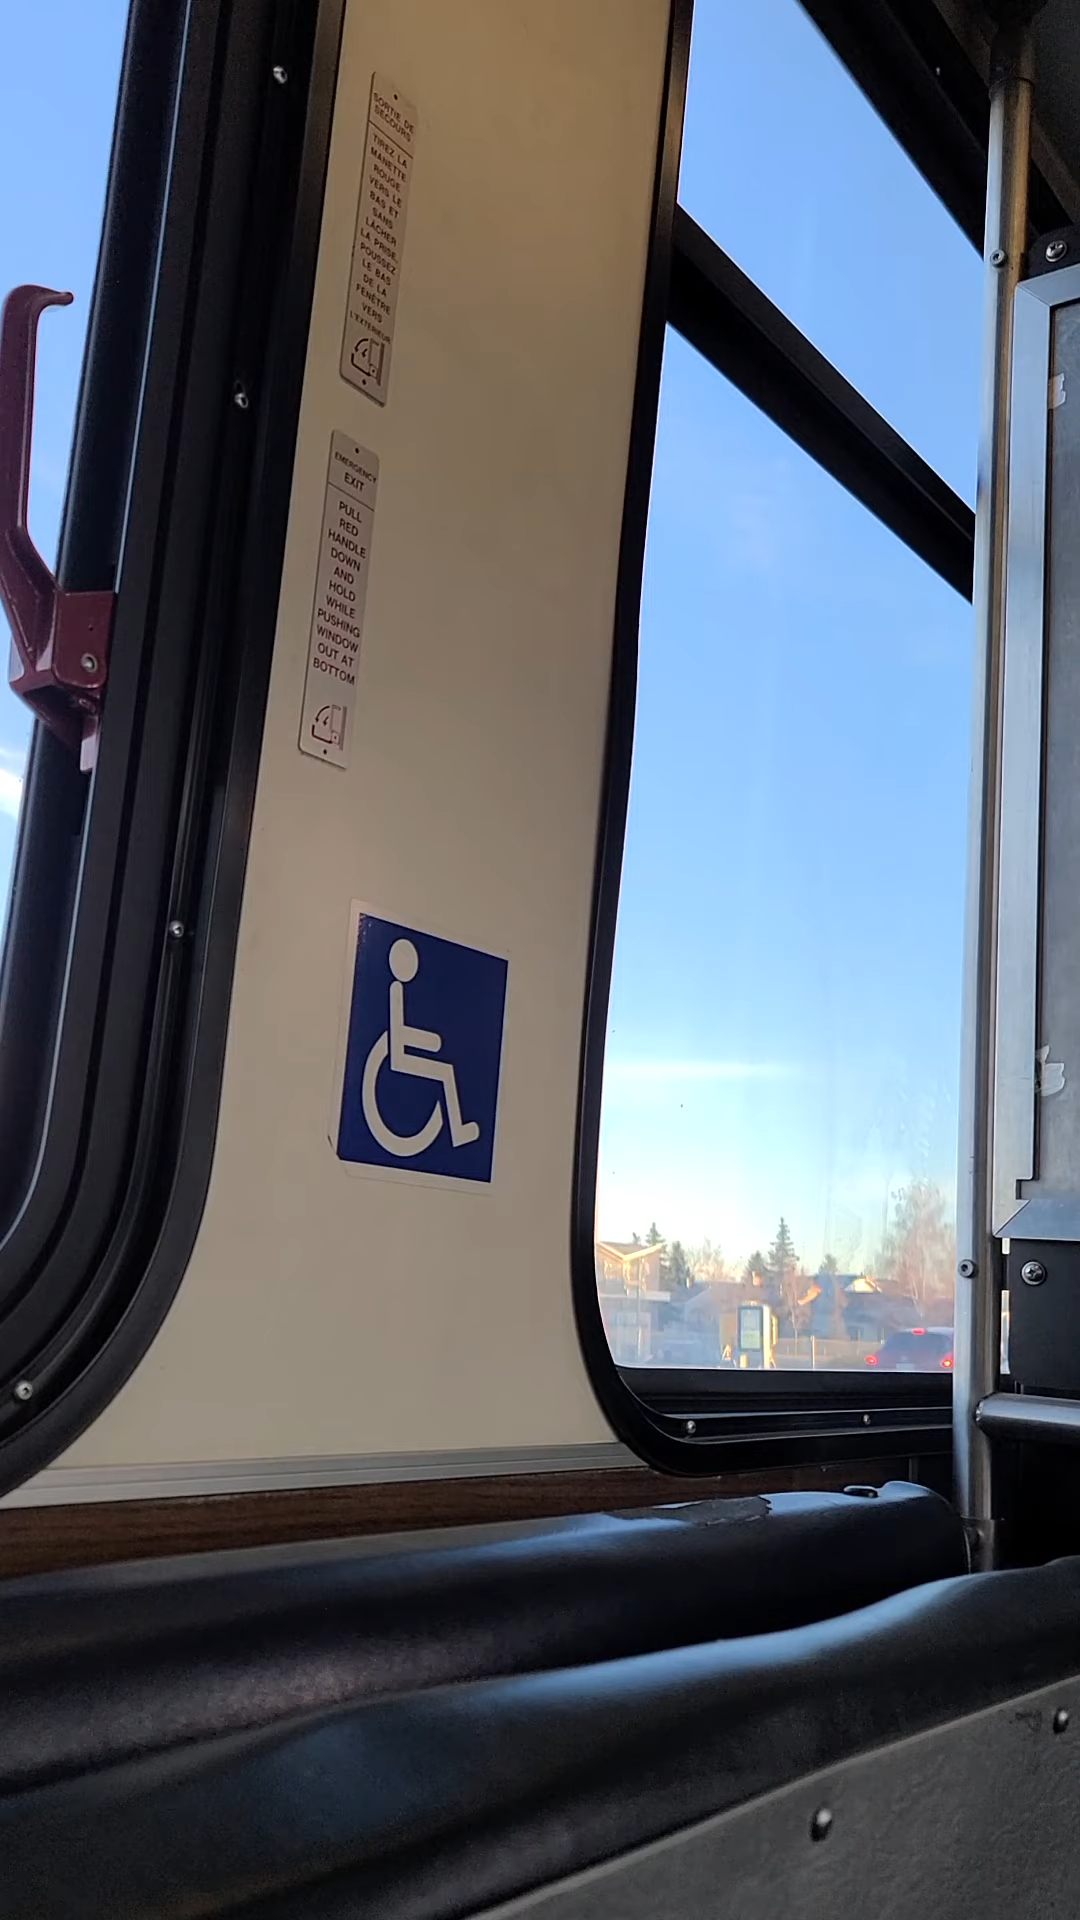 SORTIE DE
SECOURS
TIREZ LA
MANETTE
ROUGE
VERS LE
BAS ET
SANS
LÂCHER
LA PRISE,
POUSSEZ
LE BAS
DE LA
FENÊTRE
VERS
L'EXTÉRIEUR
EMERGENCY
EXIT
PULL
RED
HANDLE
DOWN
AND
HOLD
WHILE
PUSHING
WINDOW
OUT AT
BOTTOM